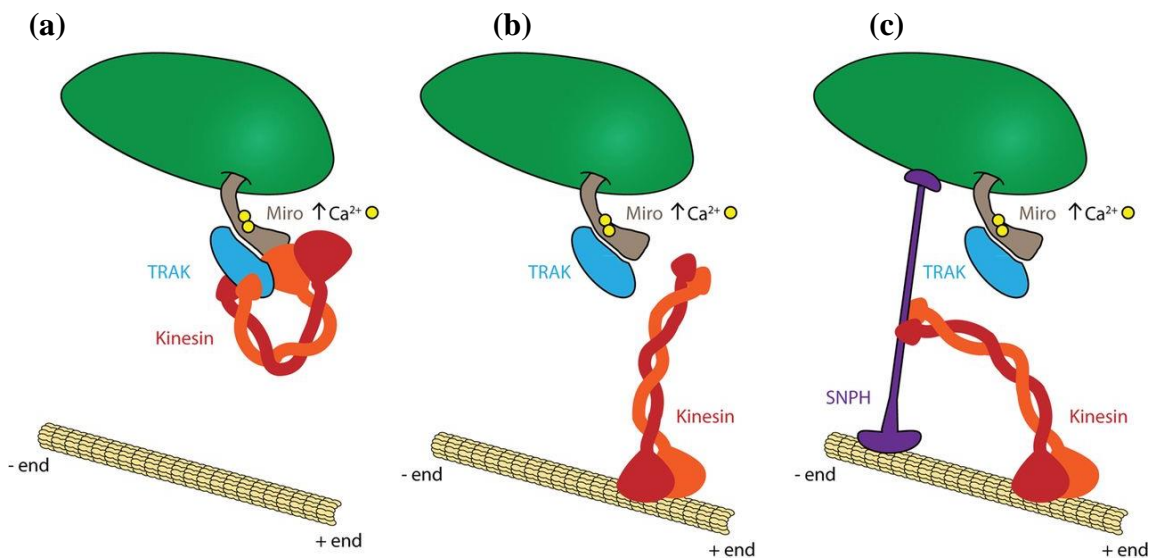 (a)
(b)
(c)
Miro ↑Ca²⁺
TRAK
Kinesin
- end
+ end
Miro ↑Ca²⁺
TRAK
Kinesin
- end
+ end
Miro ↑Ca²⁺
TRAK
SNPH
Kinesin
- end
+ end